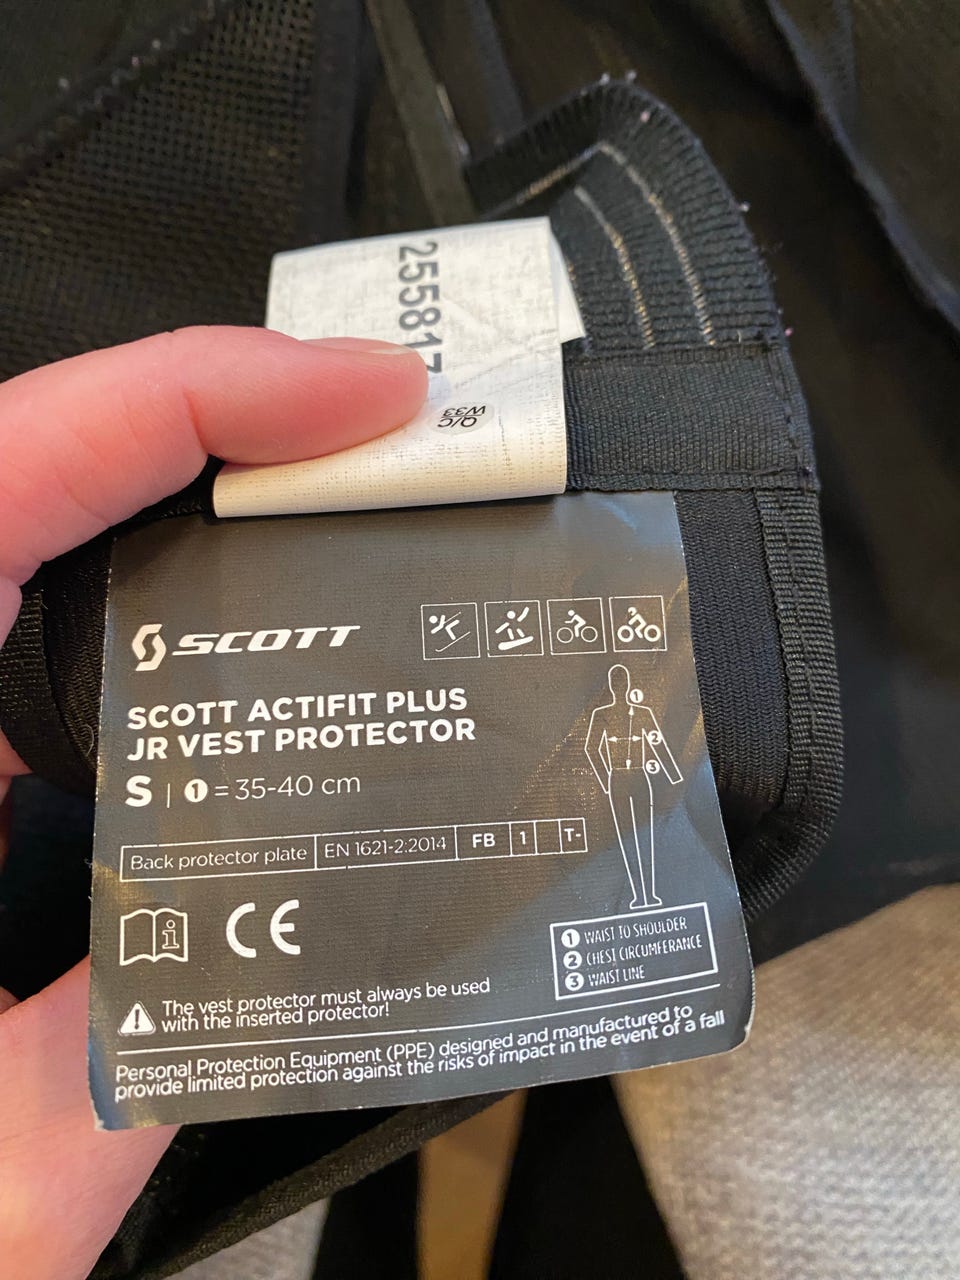 255817
Q/C
W33
SCOTT
SCOTT ACTIFIT PLUS
JR VEST PROTECTOR
S | 1 = 35-40 cm
Back protector plate EN 1621-2:2014 FB 1 T-
1
2
3
i
CE
1 WAIST TO SHOULDER
2 CHEST CIRCUMFERANCE
3 WAIST LINE
The vest protector must always be used
with the inserted protector!
Personal Protection Equipment (PPE) designed and manufactured to
provide limited protection against the risks of impact in the event of a fall